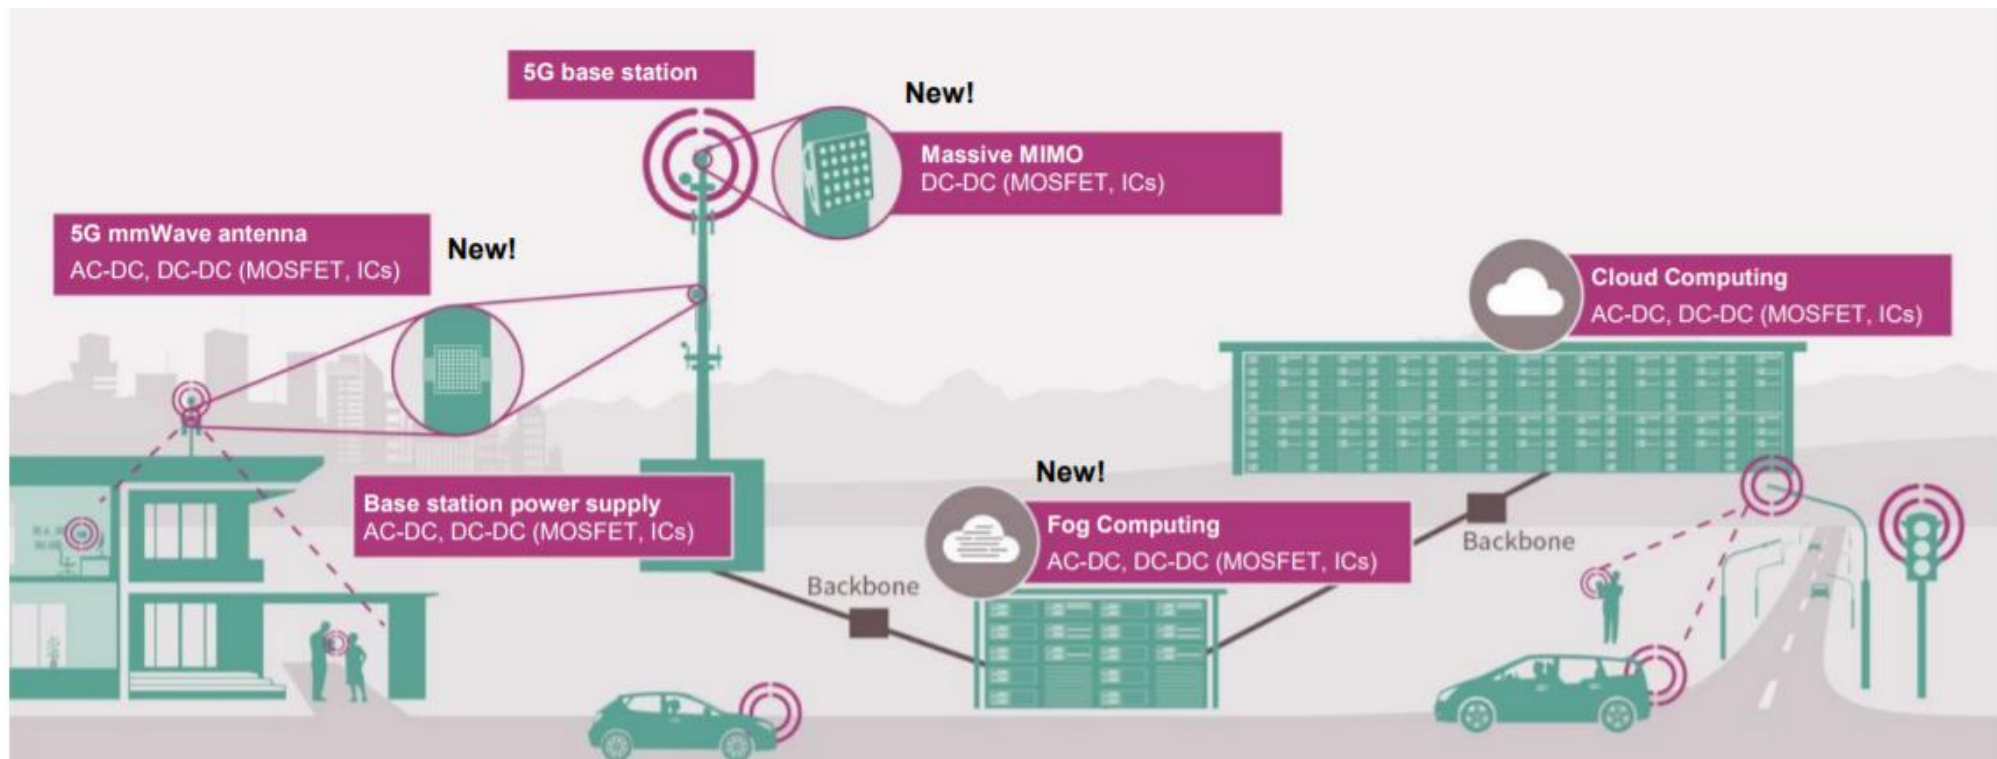 5G base station
New!
Massive MIMO
DC-DC (MOSFET, ICs)
5G mmWave antenna
AC-DC, DC-DC (MOSFET, ICs)
New!
Cloud Computing
AC-DC, DC-DC (MOSFET, ICs)
Base station power supply
AC-DC, DC-DC (MOSFET, ICs)
New!
Fog Computing
AC-DC, DC-DC (MOSFET, ICs)
Backbone
Backbone